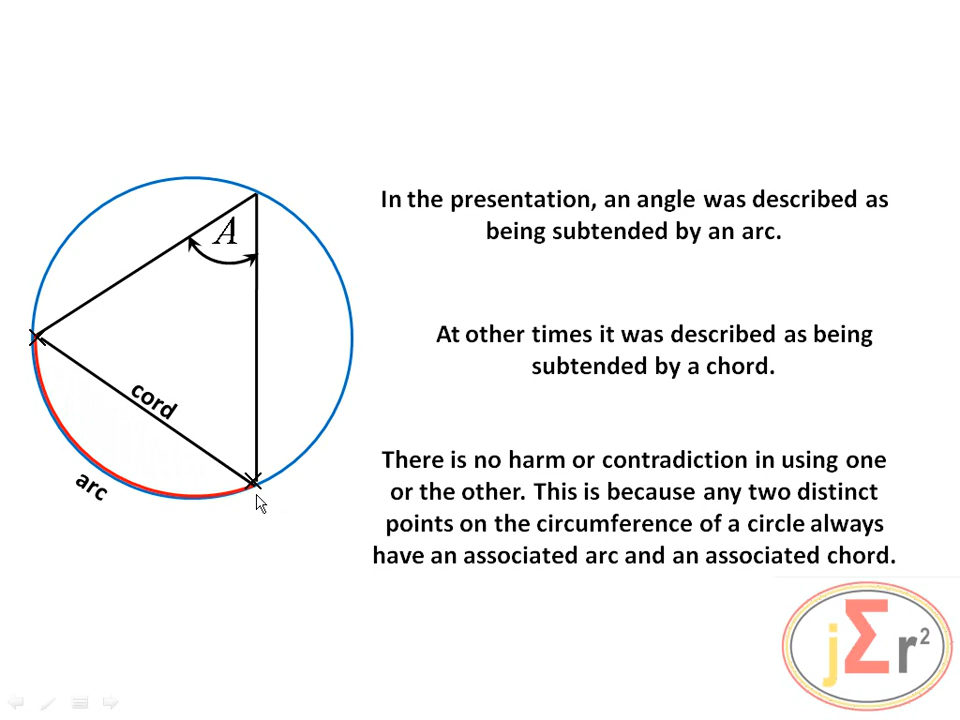 In the presentation, an angle was described as
being subtended by an arc.
A
At other times it was described as being
subtended by a chord.
cord
arc
There is no harm or contradiction in using one
or the other. This is because any two distinct
points on the circumference of a circle always
have an associated arc and an associated chord.
jΣr²